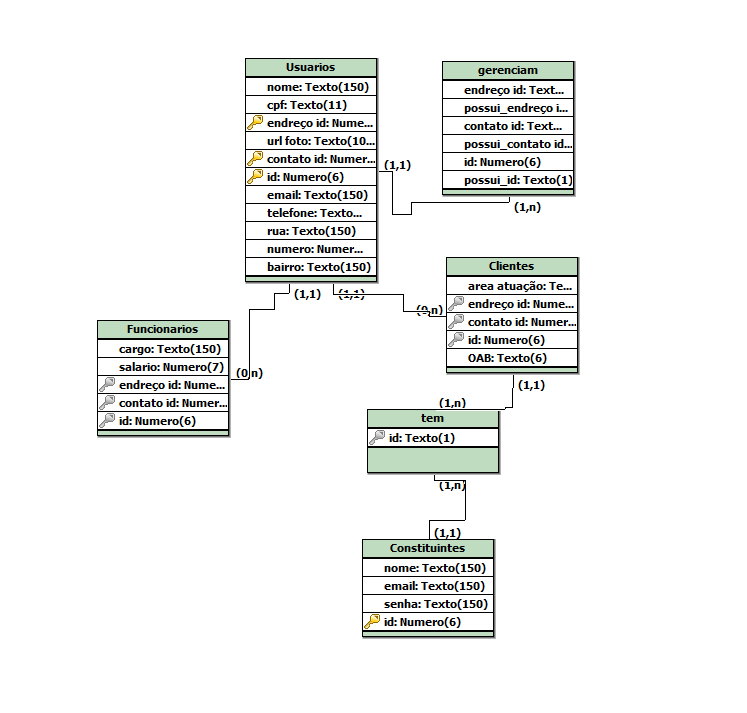 Usuarios
nome: Texto(150)
cpf: Texto(11)
endreço id: Nume...
url foto: Texto(10...
contato id: Numer...
id: Numero(6)
email: Texto(150)
telefone: Texto...
rua: Texto(150)
numero: Numer...
bairro: Texto(150)
gerenciam
endreço id: Text...
possui_endreço i...
contato id: Text...
possui_contato id...
id: Numero(6)
possui_id: Texto(1)
(1,1)
(1,n)
(1,1)
(1,1)
(0,n)
Clientes
area atuação: Te...
endreço id: Nume...
contato id: Numer...
id: Numero(6)
OAB: Texto(6)
Funcionarios
cargo: Texto(150)
salario: Numero(7)
endreço id: Nume...
contato id: Numer...
id: Numero(6)
(0,n)
(1,1)
(1,n)
tem
id: Texto(1)
(1,n)
(1,1)
Constituintes
nome: Texto(150)
email: Texto(150)
senha: Texto(150)
id: Numero(6)